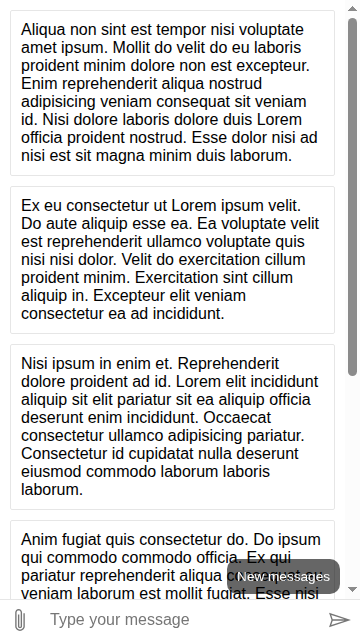 Aliqua non sint est tempor nisi voluptate
amet ipsum. Mollit do velit do eu laboris
proident minim dolore non est excepteur.
Enim reprehenderit aliqua nostrud
adipisicing veniam consequat sit veniam
id. Nisi dolore laboris dolore duis Lorem
officia proident nostrud. Esse dolor nisi ad
nisi est sit magna minim duis laborum.
Ex eu consectetur ut Lorem ipsum velit.
Do aute aliquip esse ea. Ea voluptate velit
est reprehenderit ullamco voluptate quis
nisi nisi dolor. Velit do exercitation cillum
proident minim. Exercitation sint cillum
aliquip in. Excepteur elit veniam
consectetur ea ad incididunt.
Nisi ipsum in enim et. Reprehenderit
dolore proident ad id. Lorem elit incididunt
aliquip sit elit pariatur sit ea aliquip officia
deserunt enim incididunt. Occaecat
consectetur ullamco adipisicing pariatur.
Consectetur id cupidatat nulla deserunt
eiusmod commodo laborum laboris
laborum.
Anim fugiat quis consectetur do. Do ipsum
qui commodo commodo officia. Ex qui
pariatur reprehenderit aliqua
veniam laborum est mollit fugiat. Esse nisi
New messages
Type your message